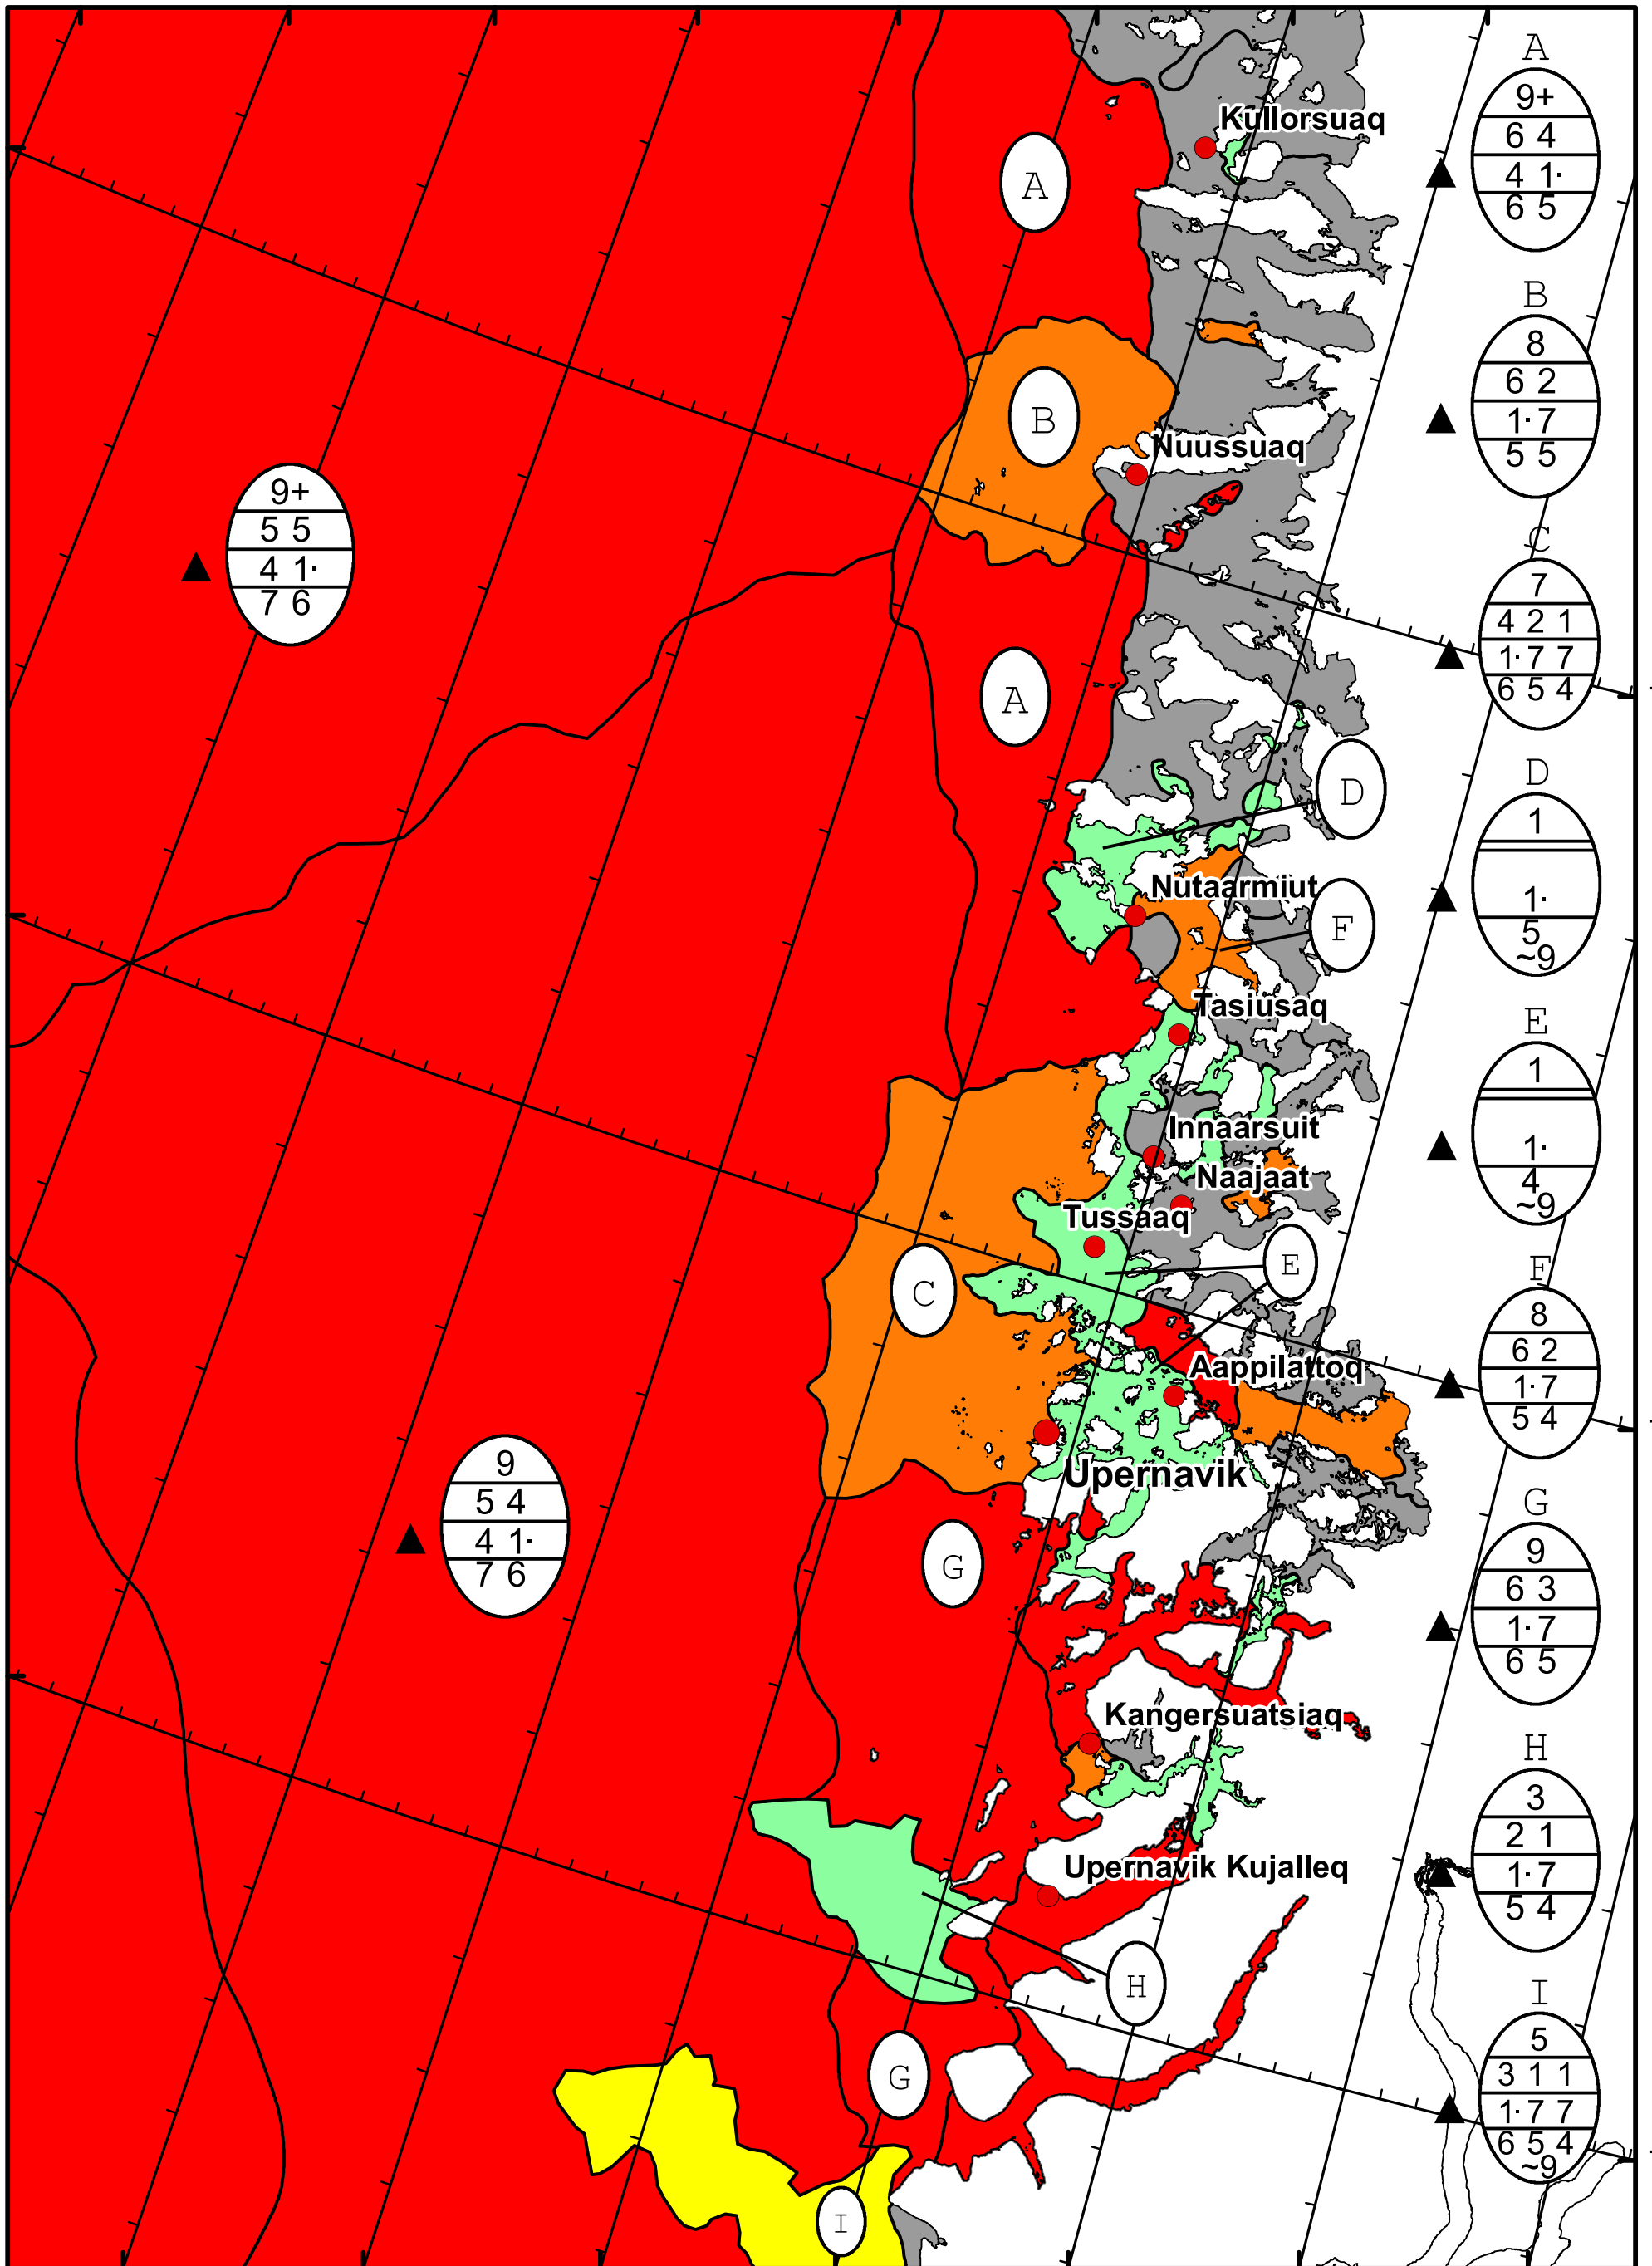 A
9+
6 4
4 1·
6 5
Kullorsuaq
A
B
8
6 2
1·7
5 5
B
Nuussuaq
9+
5 5
4 1·
7 6
C
7
4 2 1
1·7 7
6 5 4
A
D
1
1·
5
~9
D
Nutaarmiut
F
Tasiusaq
E
1
1·
4
~9
Innaarsuit
Naajaat
Tussaaq
E
C
F
8
6 2
1·7
5 4
Aappilattoq
Upernavik
9
5 4
4 1·
7 6
G
9
6 3
1·7
6 5
G
Kangersuatsiaq
H
3
2 1
1·7
5 4
Upernavik Kujalleq
H
I
5
3 1 1
1·7 7
6 5 4
~9
G
I